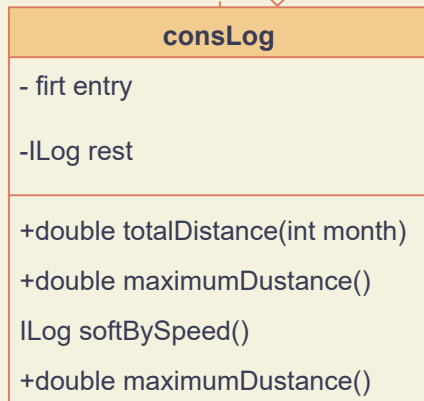 consLog
- firt entry
-ILog rest
+double totalDistance(int month)
+double maximumDustance()
ILog softBySpeed()
+double maximumDustance()